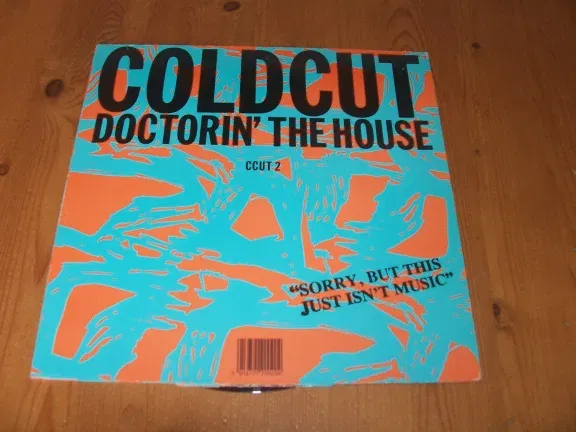 COLDCUT
DOCTORIN' THE HOUSE
CCUT 2
"SORRY, BUT THIS
JUST ISN'T MUSIC"